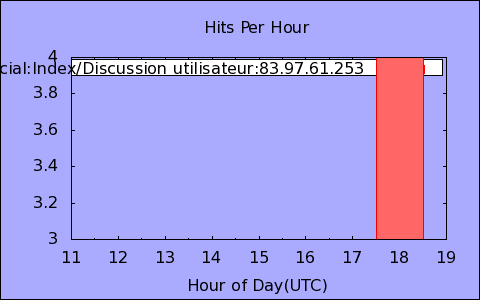 Hits Per Hour
4
cial:Index/Discussion utilisateur:83.97.61.253
3.8
3.6
3.4
3.2
3
11 12 13 14 15 16 17 18 19
Hour of Day(UTC)